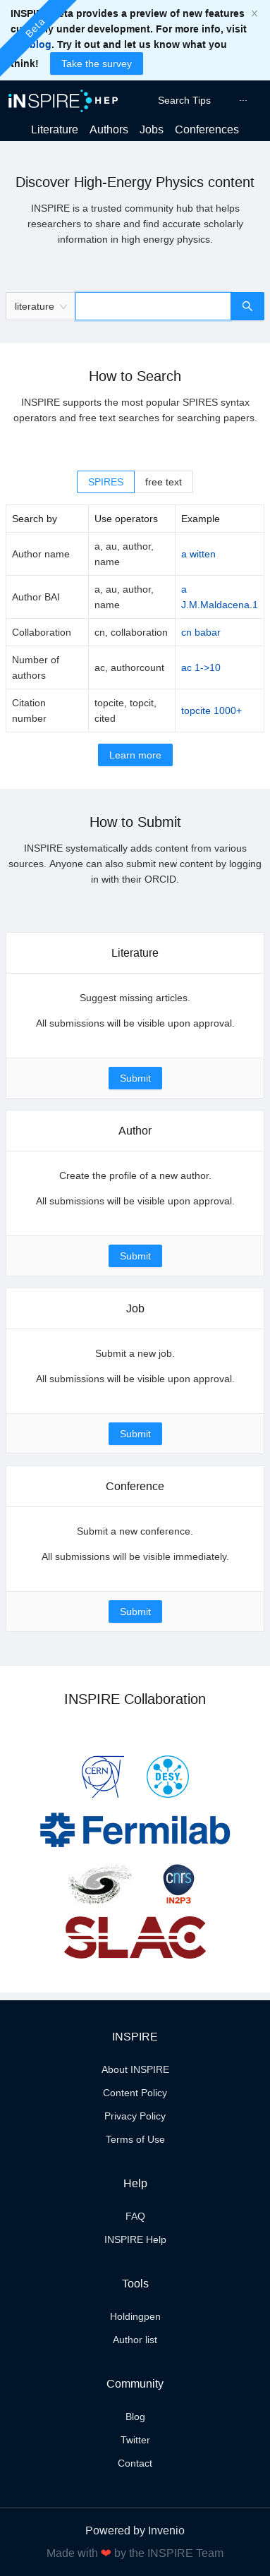 INSPIRE Beta provides a preview of new features
currently under development. For more info, visit
our blog. Try it out and let us know what you
think! Take the survey
Beta
INSPIRE HEP
Search Tips ···
Literature Authors Jobs Conferences
Discover High-Energy Physics content
INSPIRE is a trusted community hub that helps
researchers to share and find accurate scholarly
information in high energy physics.
literature
How to Search
INSPIRE supports the most popular SPIRES syntax
operators and free text searches for searching papers.
SPIRES free text
Search by Use operators Example
Author name a, au, author, name a witten
Author BAI a, au, author, name a J.M.Maldacena.1
Collaboration cn, collaboration cn babar
Number of authors ac, authorcount ac 1->10
Citation number topcite, topcit, cited topcite 1000+
Learn more
How to Submit
INSPIRE systematically adds content from various
sources. Anyone can also submit new content by logging
in with their ORCID.
Literature
Suggest missing articles.
All submissions will be visible upon approval.
Submit
Author
Create the profile of a new author.
All submissions will be visible upon approval.
Submit
Job
Submit a new job.
All submissions will be visible upon approval.
Submit
Conference
Submit a new conference.
All submissions will be visible immediately.
Submit
INSPIRE Collaboration
CERN DESY.
Fermilab
cnrs
IN2P3
SLAC
INSPIRE
About INSPIRE
Content Policy
Privacy Policy
Terms of Use
Help
FAQ
INSPIRE Help
Tools
Holdingpen
Author list
Community
Blog
Twitter
Contact
Powered by Invenio
Made with ❤ by the INSPIRE Team